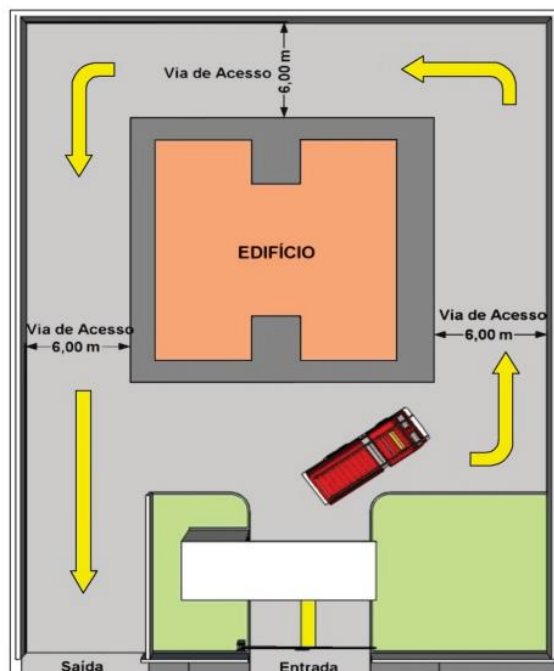 Via de Acesso
6,00 m
EDIFÍCIO
Via de Acesso
6,00 m
Via de Acesso
6,00 m
Saída
Entrada